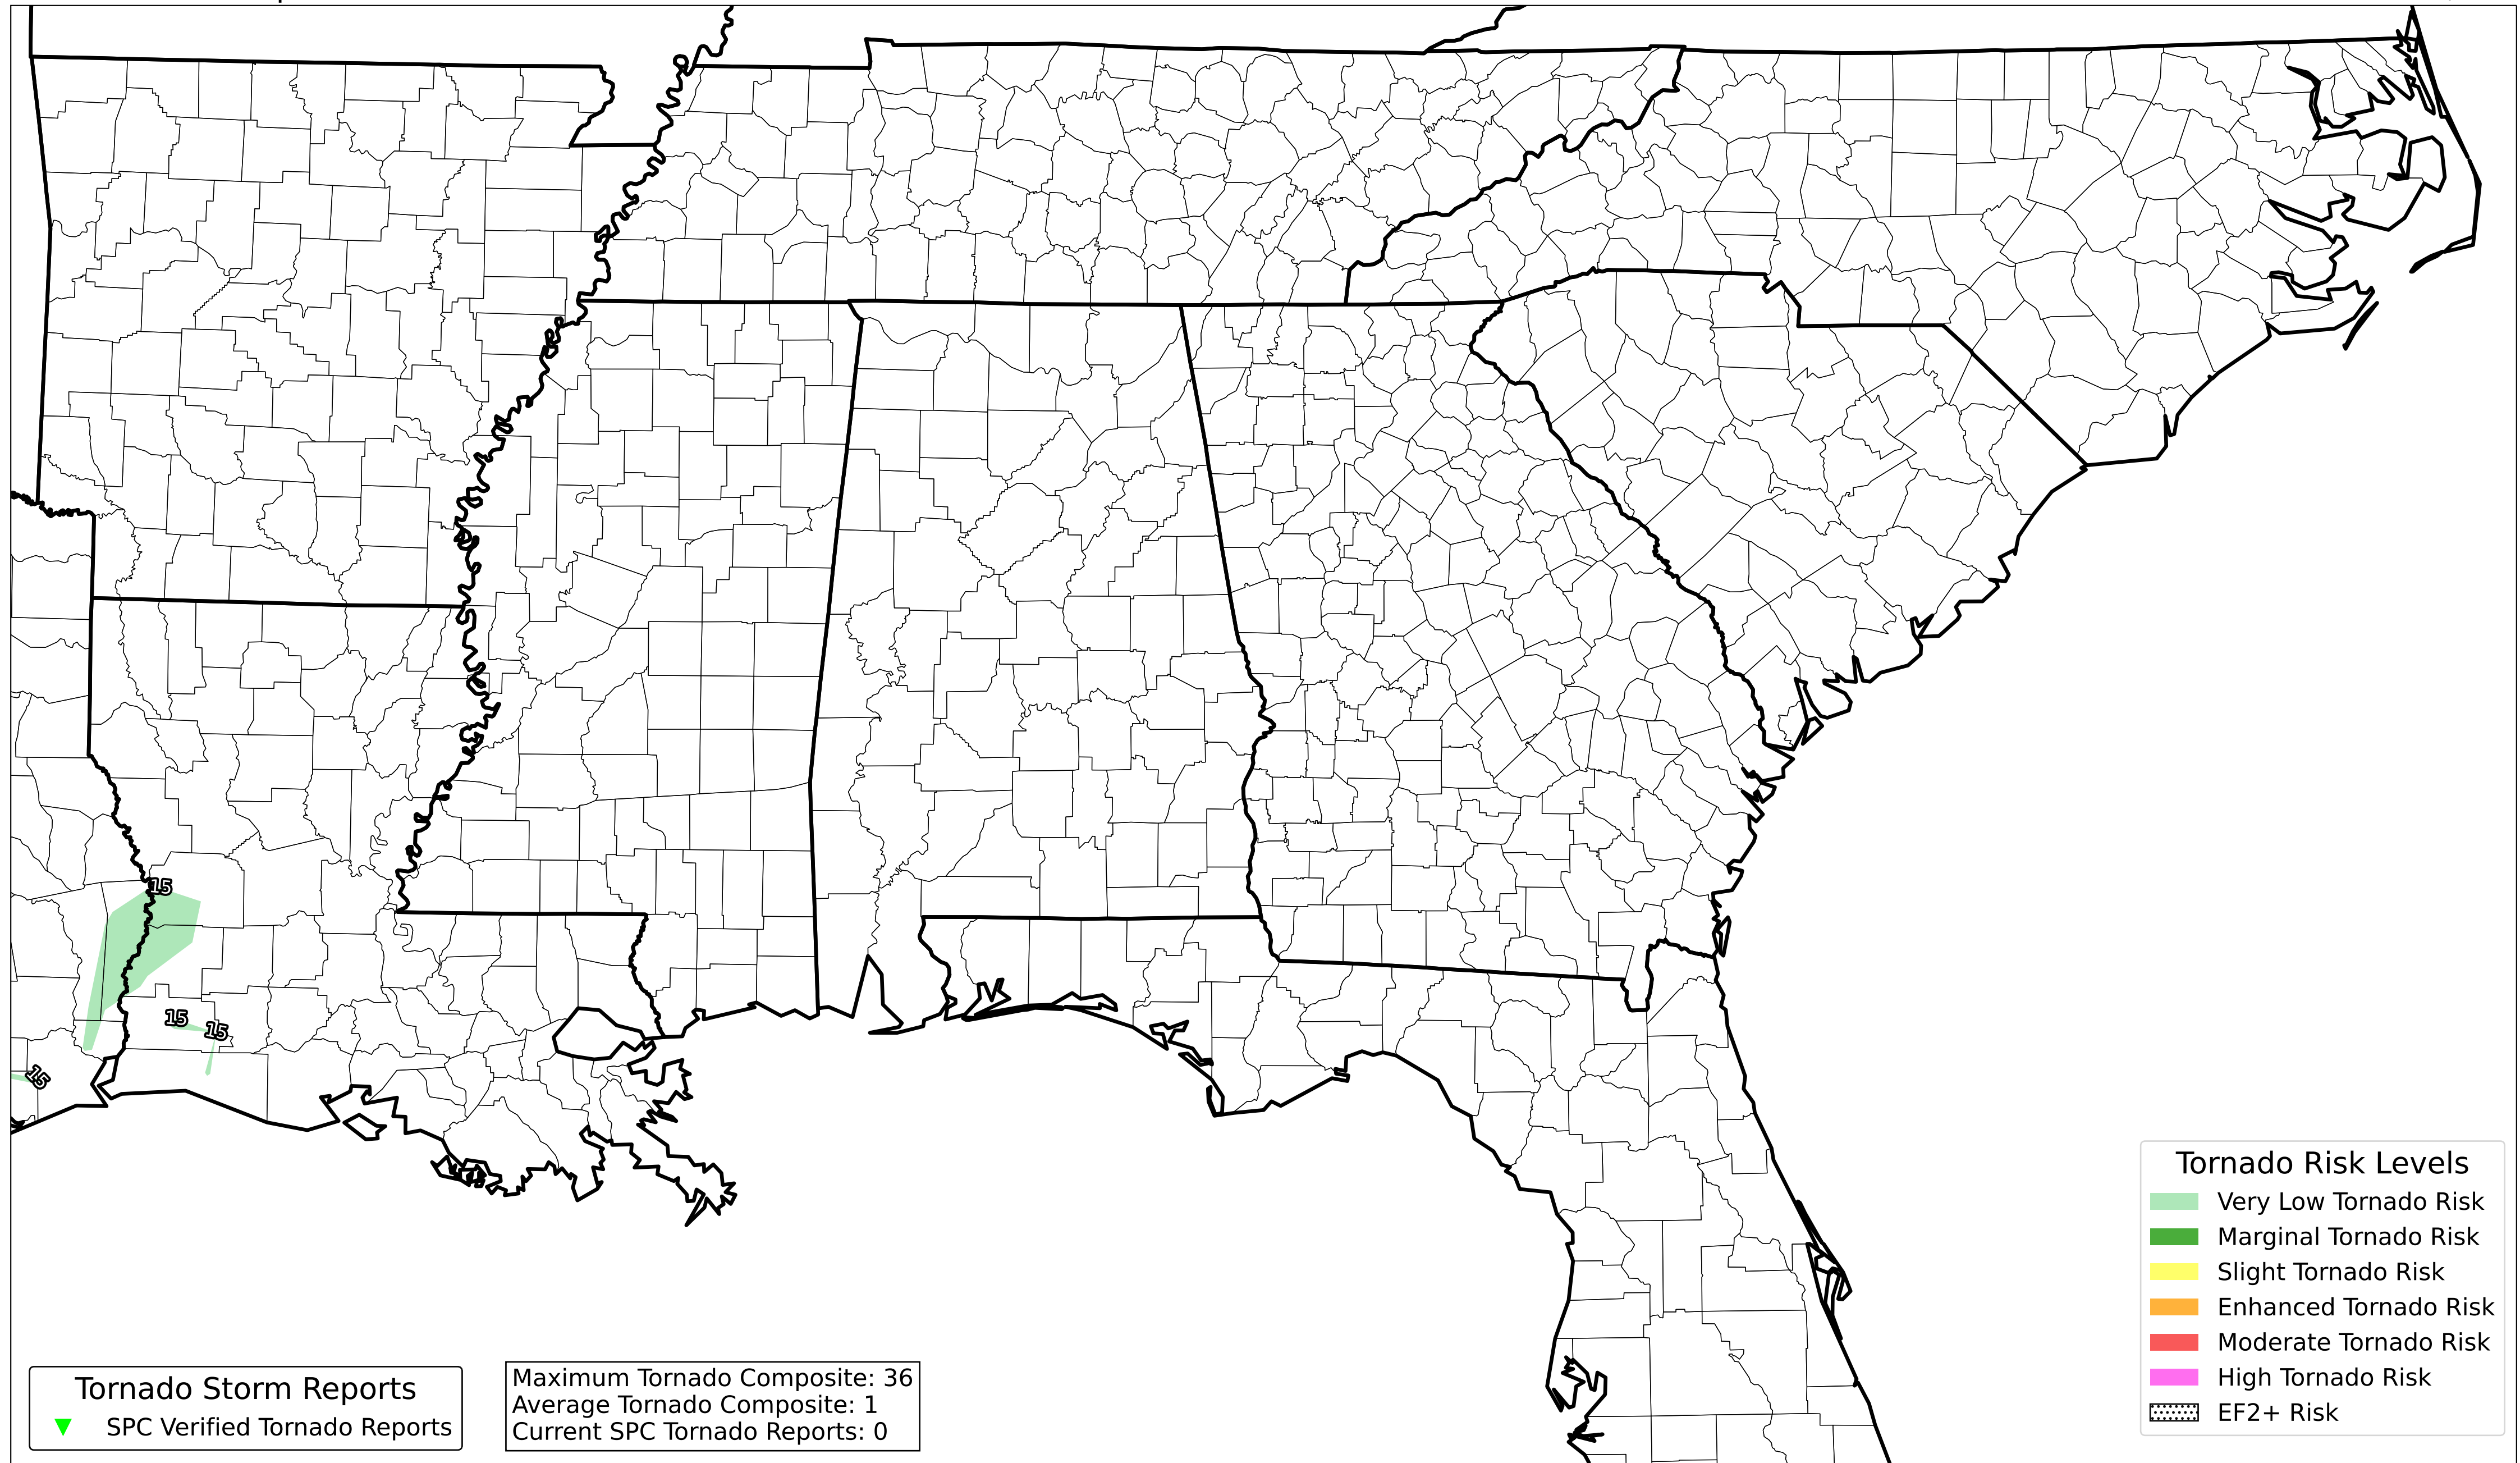 15
15
15
15
Tornado Risk Levels
Very Low Tornado Risk
Marginal Tornado Risk
Slight Tornado Risk
Enhanced Tornado Risk
Moderate Tornado Risk
High Tornado Risk
EF2+ Risk
Tornado Storm Reports
SPC Verified Tornado Reports
Maximum Tornado Composite: 36
Average Tornado Composite: 1
Current SPC Tornado Reports: 0